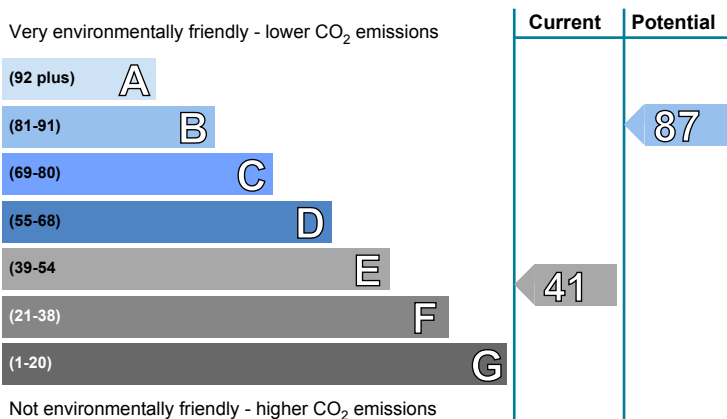 Very environmentally friendly - lower CO2 emissions
Current
Potential
(92 plus) A
(81-91) B
87
(69-80) C
(55-68) D
(39-54 E
41
(21-38) F
(1-20) G
Not environmentally friendly - higher CO2 emissions